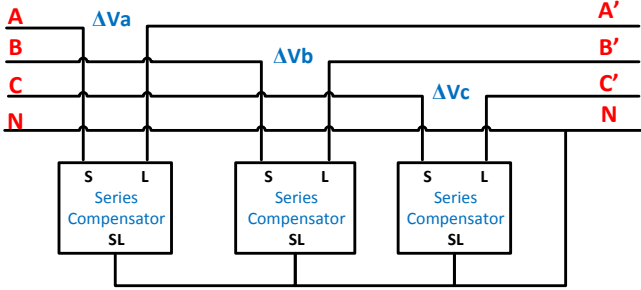 A ΔVa A’
B ΔVb B’
C ΔVc C’
N N
S L S L S L
Series Series Series
Compensator Compensator Compensator
SL SL SL